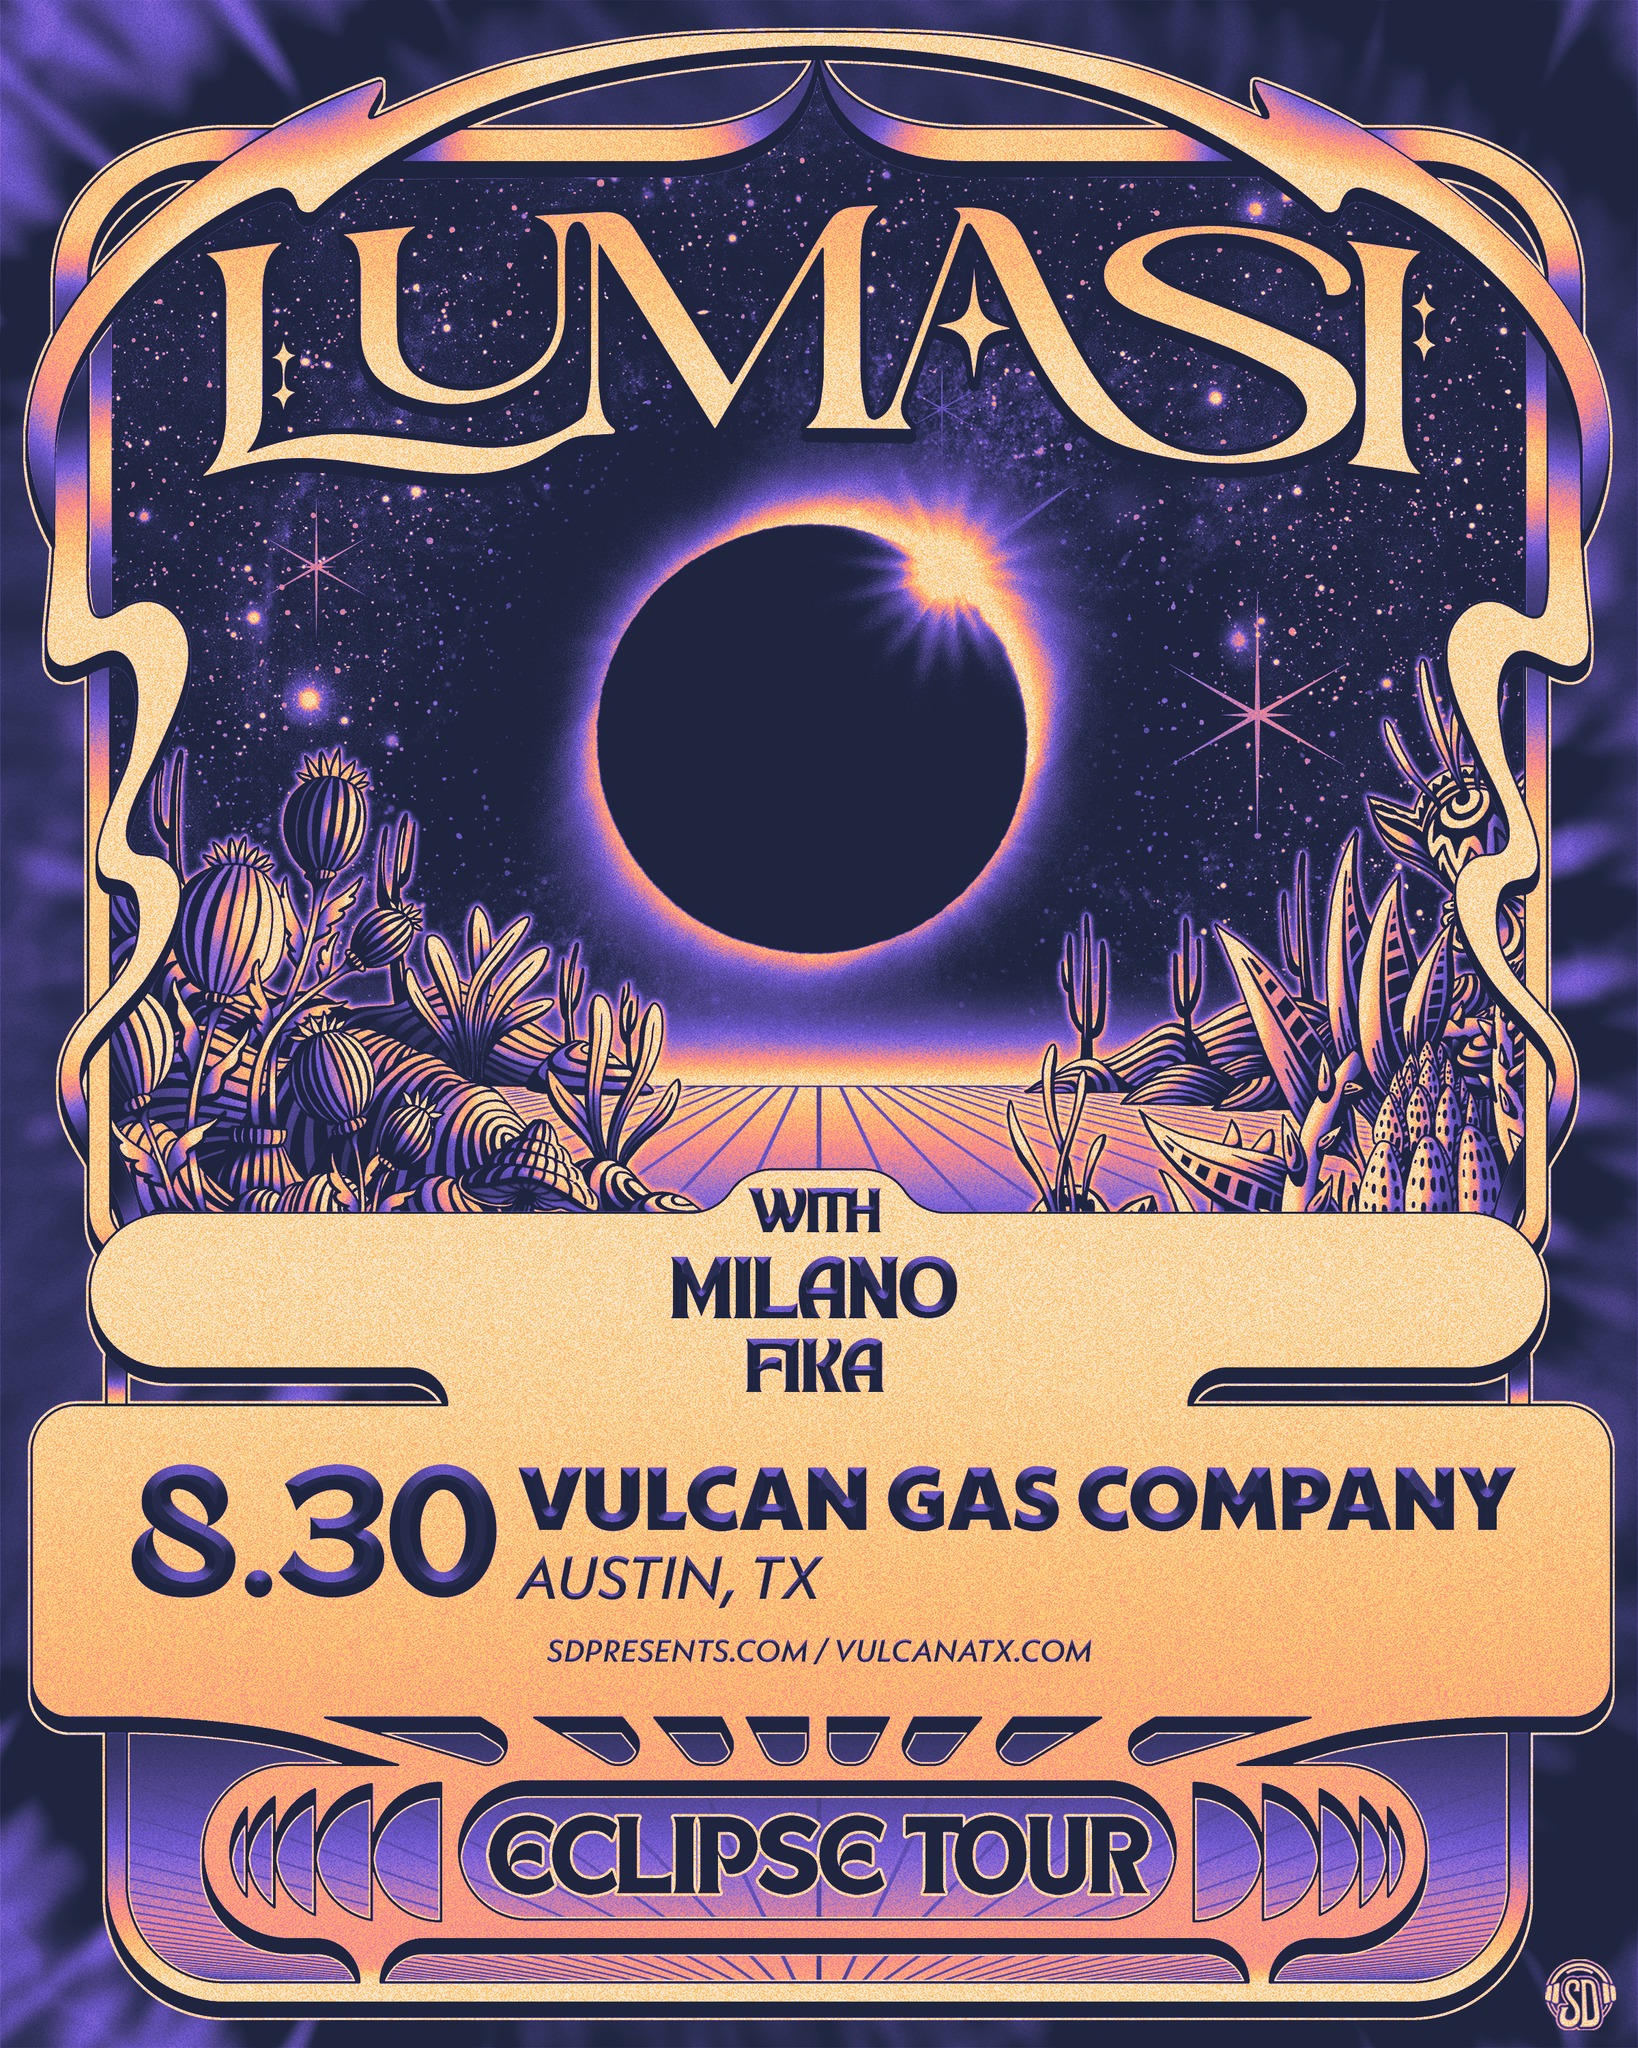 LUMASI
WITH
MILANO
FIKA
8.30
VULCAN GAS COMPANY
AUSTIN, TX
SDPRESENTS.COM / VULCANATX.COM
ECLIPSE TOUR
SD